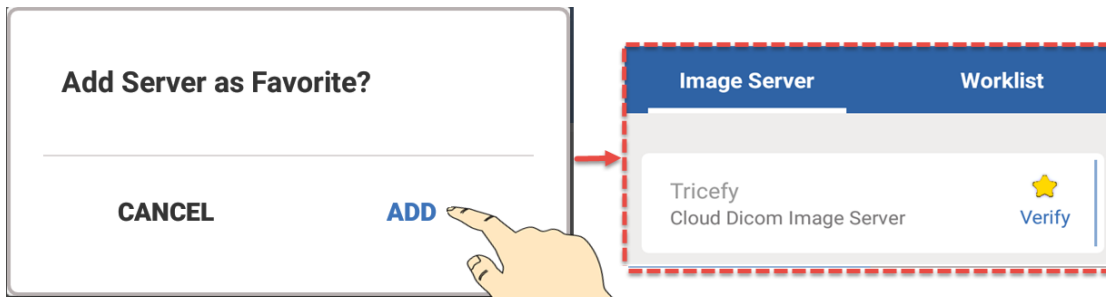 Add Server as Favorite?
CANCEL
ADD
Image Server
Worklist
Tricefy
Cloud Dicom Image Server
Verify